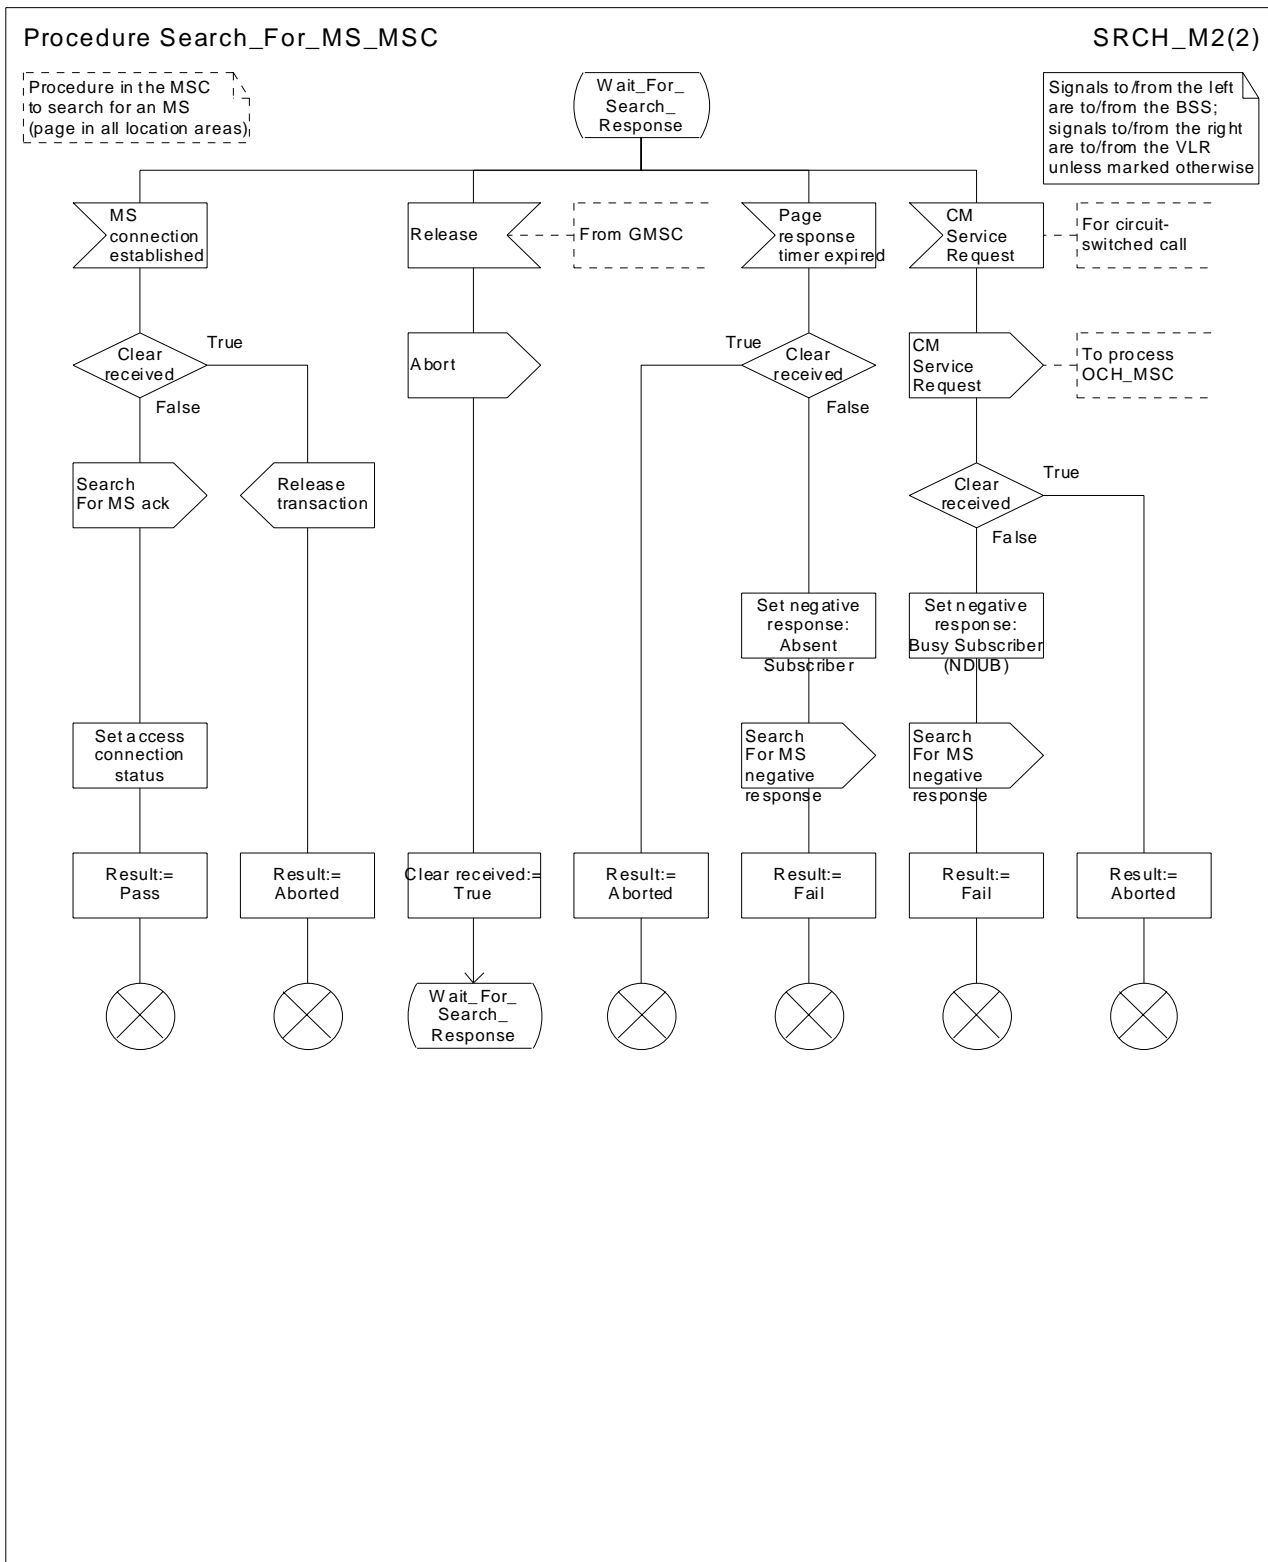 Procedure Search_For_MS_MSC
SRCH_M2(2)
Procedure in the MSC
to search for an MS
(page in all location areas)
Wait_For_
Search_
Response
Signals to/from the left
are to/from the BSS;
signals to/from the right
are to/from the VLR
unless marked otherwise
MS
connection
established
Release
From GMSC
Page
response
timer expired
CM
Service
Request
For circuit-
switched call
Clear
received
True
False
Abort
True
Clear
received
False
CM
Service
Request
To process
OCH_MSC
Search
For MS ack
Release
transaction
Clear
received
True
False
Set negative
response:
Absent
Subscriber
Set negative
response:
Busy Subscriber
(NDUB)
Set access
connection
status
Search
For MS
negative
response
Search
For MS
negative
response
Result:=
Pass
Result:=
Aborted
Clear received:=
True
Result:=
Aborted
Result:=
Fail
Result:=
Fail
Result:=
Aborted
Wait_For_
Search_
Response